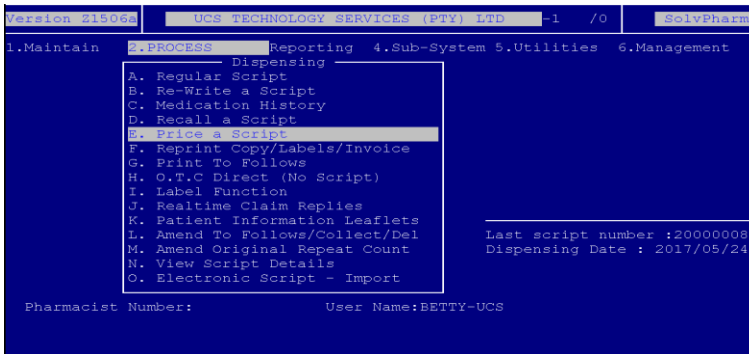 Version Z1506a UCS TECHNOLOGY SERVICES (PTY) LTD -1 /0 SolvPharm
1.Maintain 2.PROCESS Reporting 4.Sub-System 5.Utilities 6.Management
Dispensing
A. Regular Script
B. Re-Write a Script
C. Medication History
D. Recall a Script
E. Price a Script
F. Reprint Copy/Labels/Invoice
G. Print To Follows
H. O.T.C Direct (No Script)
I. Label Function
J. Realtime Claim Replies
K. Patient Information Leaflets
L. Amend To Follows/Collect/Del Last script number :20000008
M. Amend Original Repeat Count Dispensing Date : 2017/05/24
N. View Script Details
O. Electronic Script - Import
Pharmacist Number: User Name:BETTY-UCS